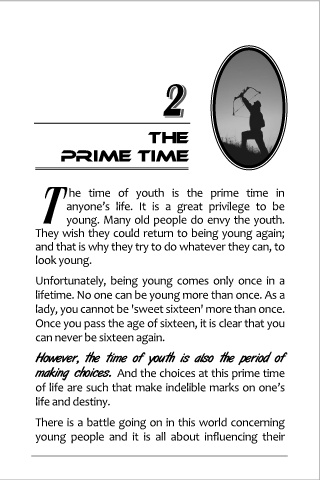 2
THE
PRIME TIME
The time of youth is the prime time in
anyone's life. It is a great privilege to be
young. Many old people do envy the youth.
They wish they could return to being young again;
and that is why they try to do whatever they can, to
look young.
Unfortunately, being young comes only once in a
lifetime. No one can be young more than once. As a
lady, you cannot be 'sweet sixteen' more than once.
Once you pass the age of sixteen, it is clear that you
can never be sixteen again.
However, the time of youth is also the period of
making choices. And the choices at this prime time
of life are such that make indelible marks on one's
life and destiny.
There is a battle going on in this world concerning
young people and it is all about influencing their